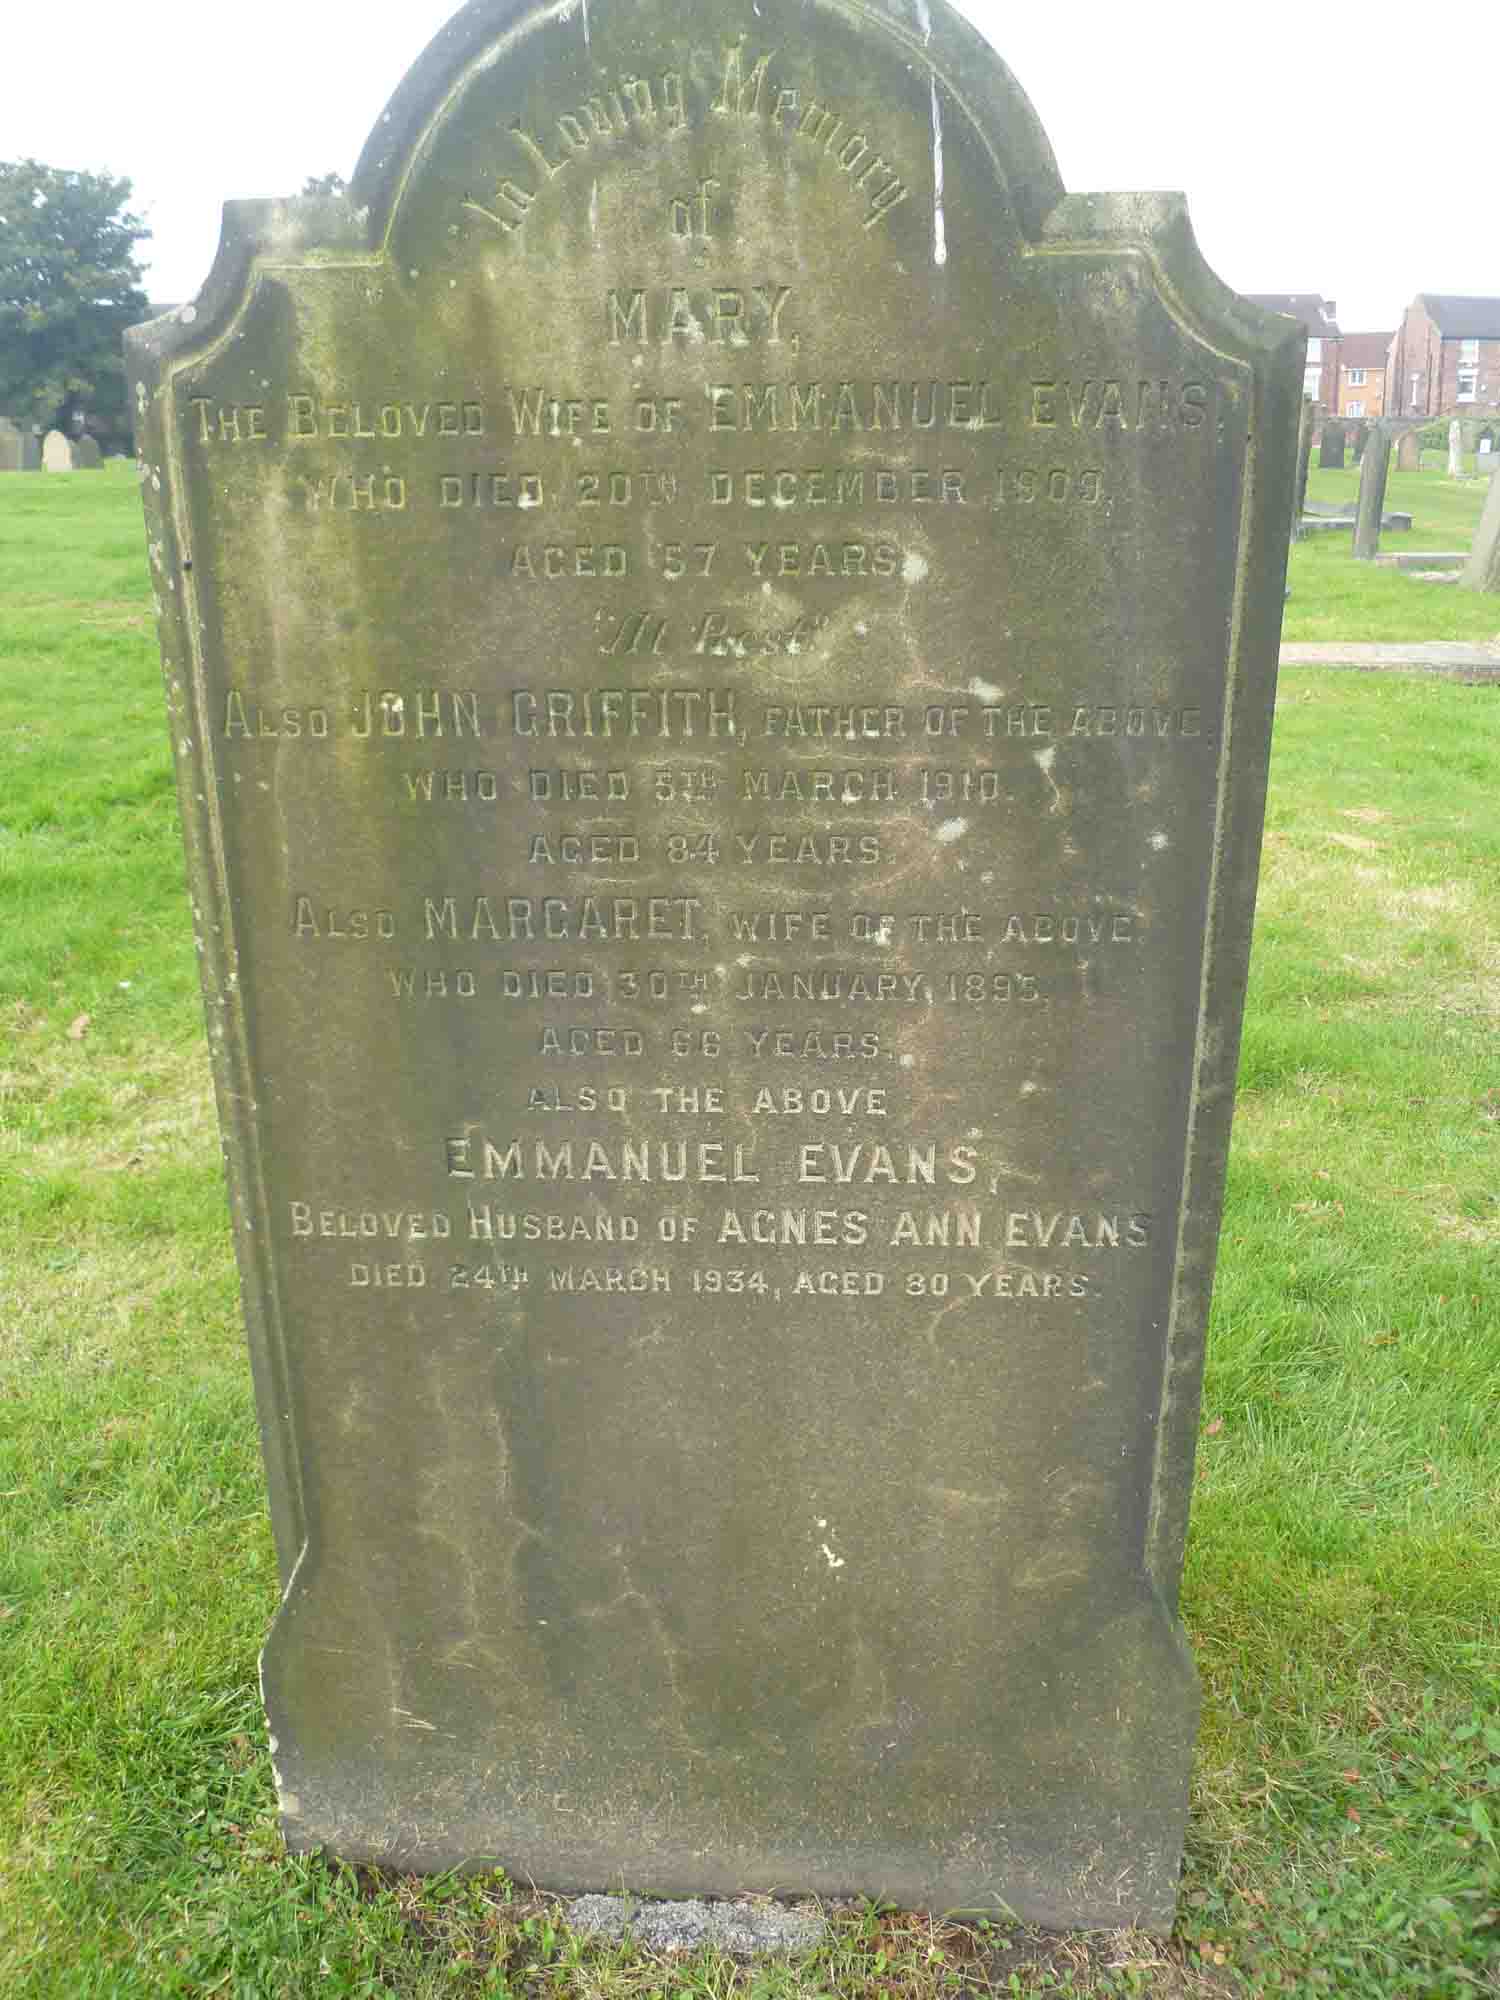 In Loving Memory
of
MARY,
THE BELOVED WIFE OF EMMANUEL EVANS,
WHO DIED 20TH DECEMBER 1909.
AGED 57 YEARS.
"At Rest"
ALSO JOHN GRIFFITH, FATHER OF THE ABOVE,
WHO DIED 5TH MARCH 1910.
AGED 84 YEARS.
ALSO MARGARET, WIFE OF THE ABOVE,
WHO DIED 30TH JANUARY, 1895.
AGED 66 YEARS.
ALSO THE ABOVE
EMMANUEL EVANS,
BELOVED HUSBAND OF AGNES ANN EVANS
DIED 24TH MARCH 1934, AGED 80 YEARS.